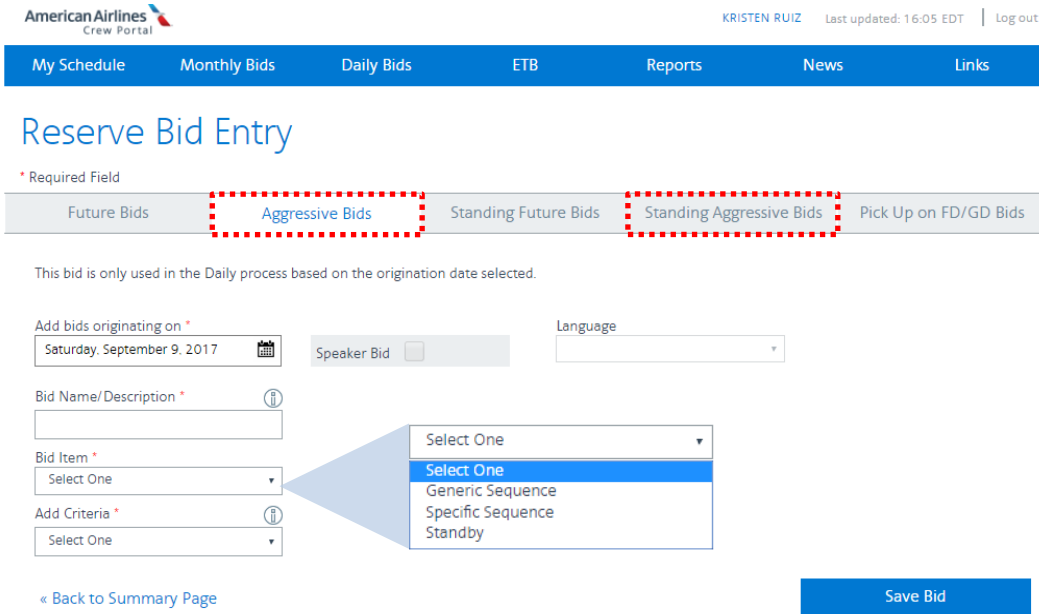 American Airlines
Crew Portal
KRISTEN RUIZ Last updated: 16:05 EDT | Log out
My Schedule Monthly Bids Daily Bids ETB Reports News Links
Reserve Bid Entry
* Required Field
Future Bids Aggressive Bids Standing Future Bids Standing Aggressive Bids Pick Up on FD/GD Bids
This bid is only used in the Daily process based on the origination date selected.
Add bids originating on * Language
Saturday, September 9, 2017 Speaker Bid
Bid Name/Description *
Select One
Bid Item *
Select One
Select One
Generic Sequence
Specific Sequence
Standby
Add Criteria *
Select One
« Back to Summary Page Save Bid